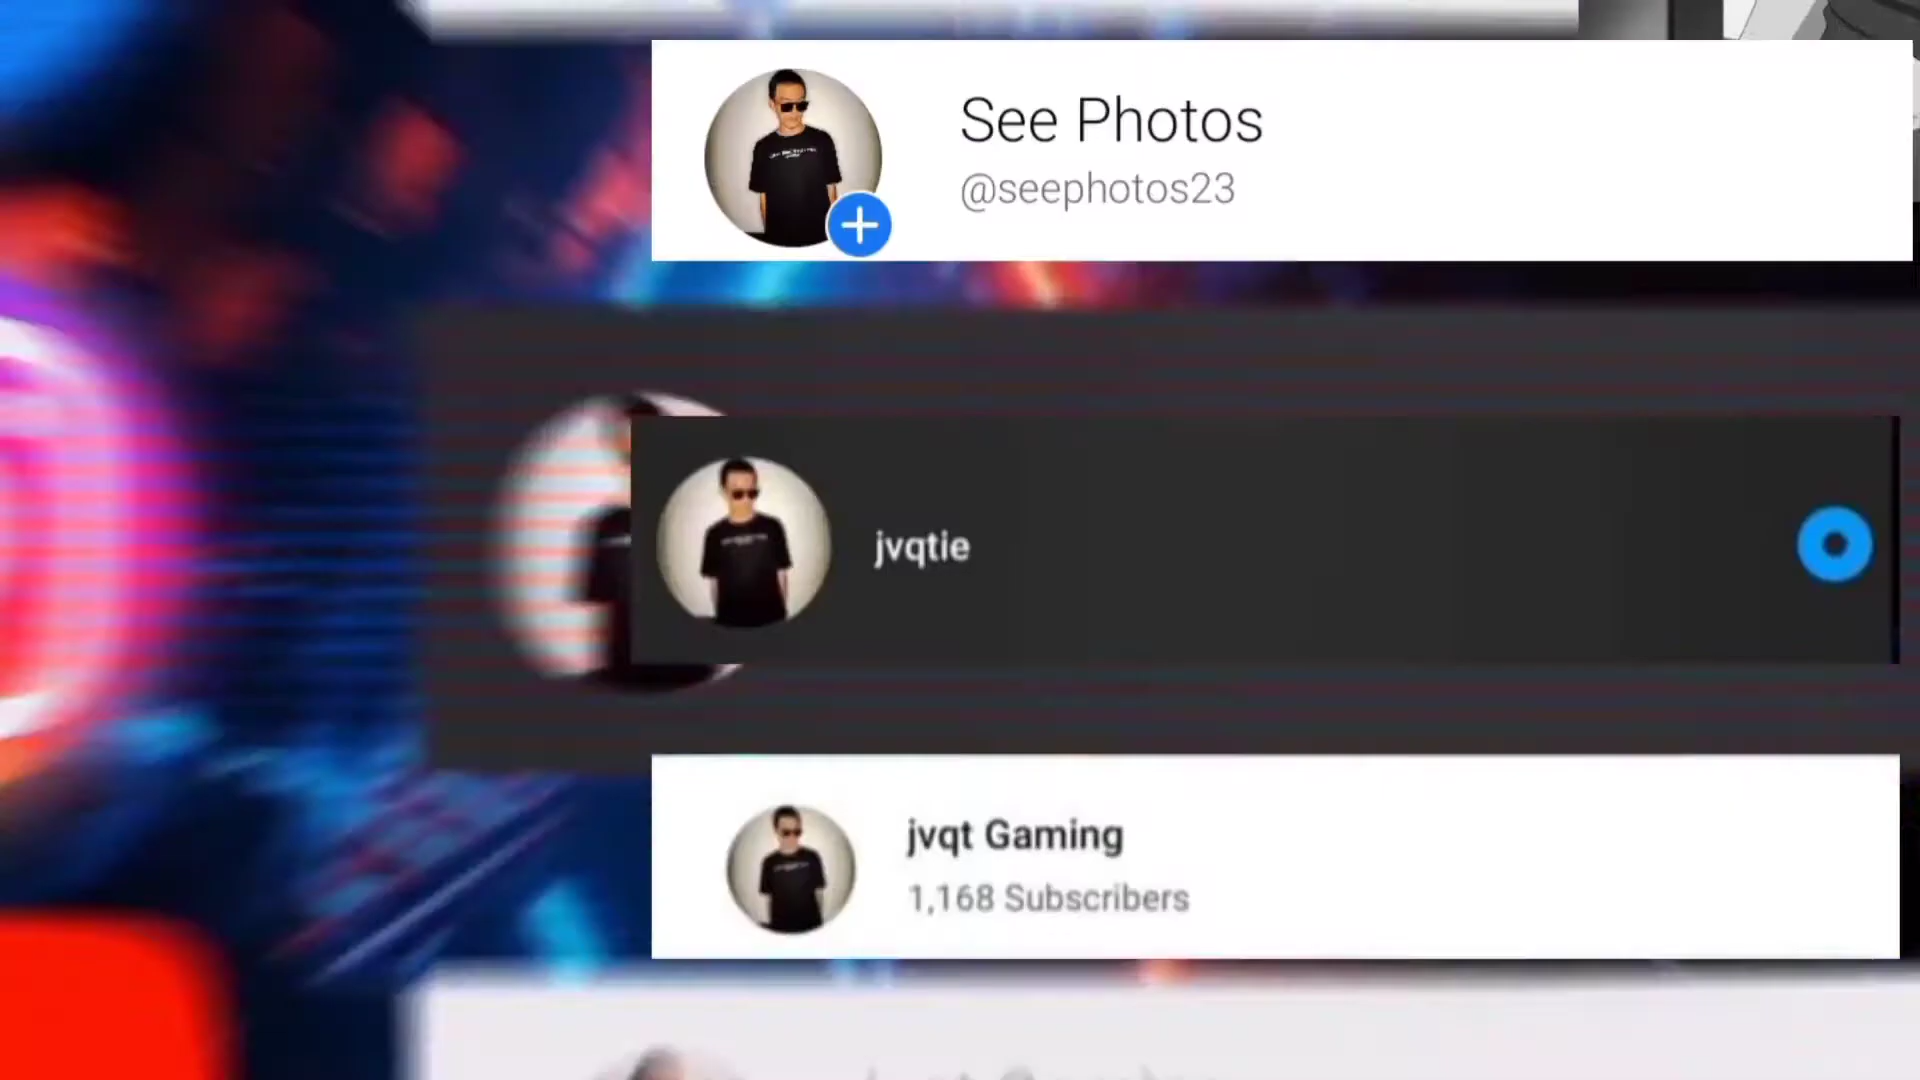 See Photos
@seephotos23
jvqtie
jvqt Gaming
1,168 Subscribers